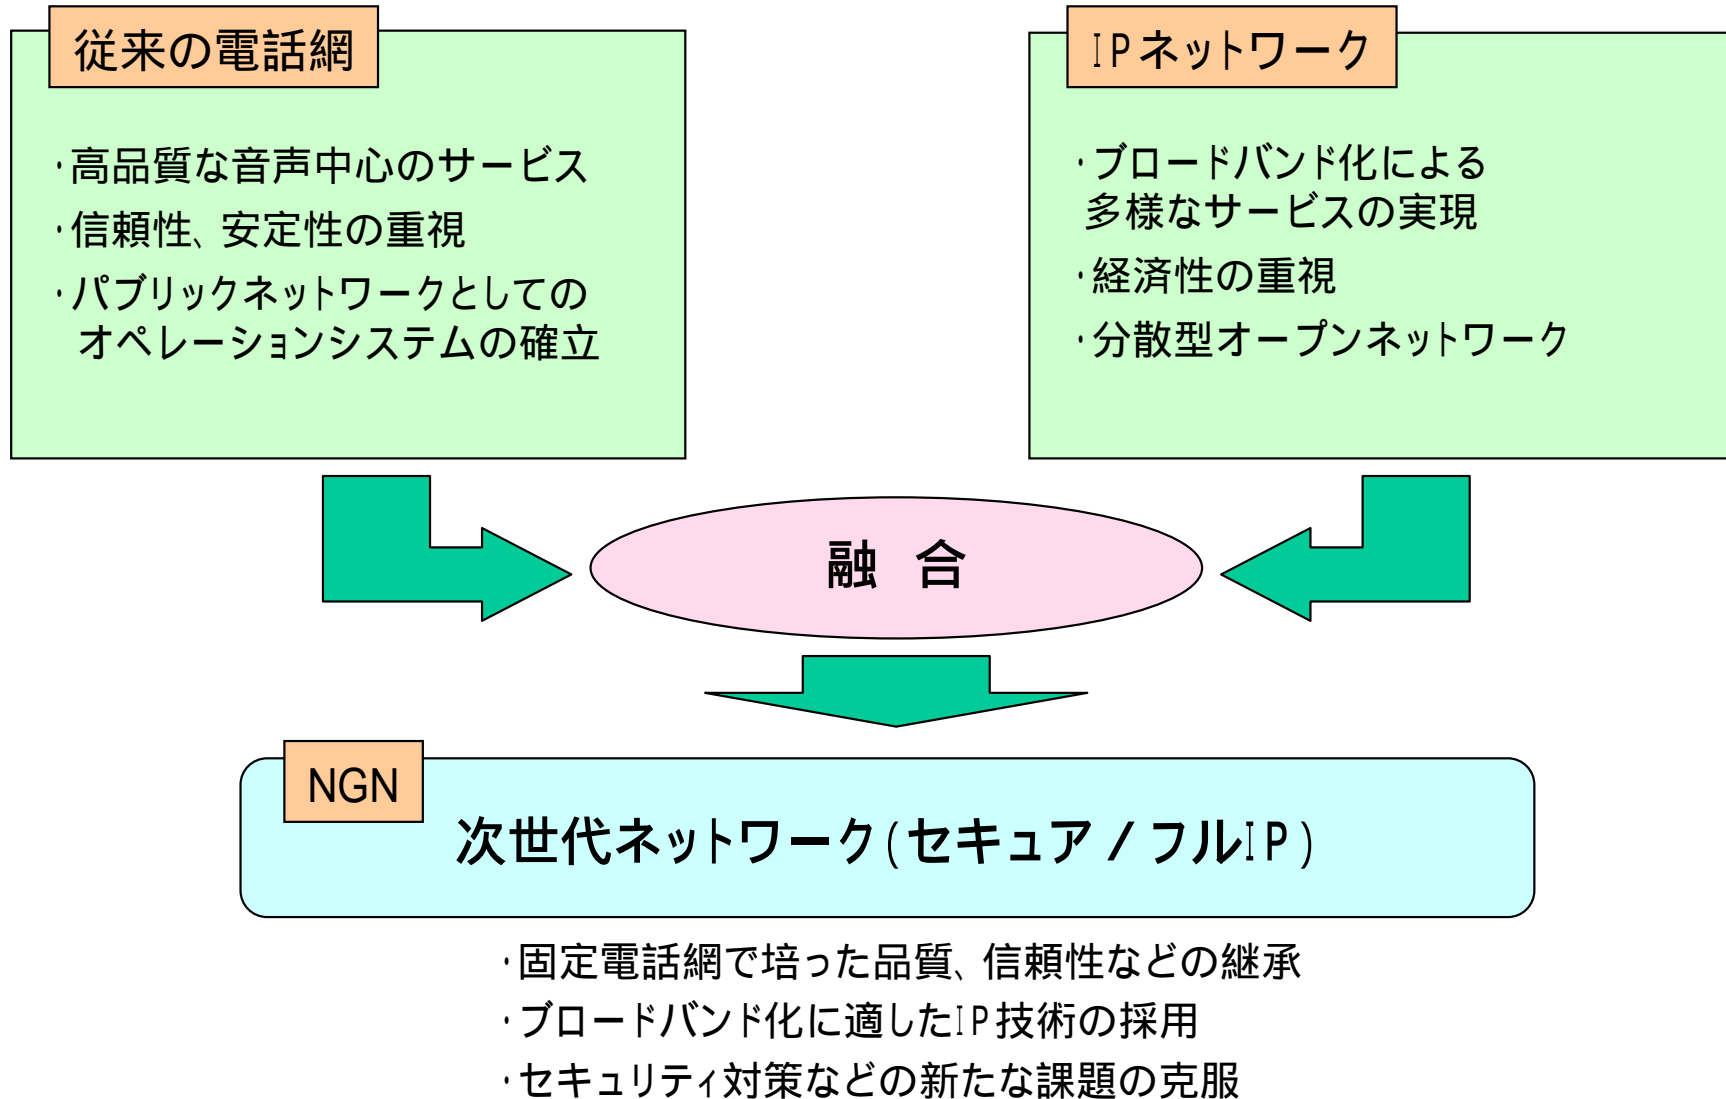 従来の電話網
・高品質な音声中心のサービス
・信頼性、安定性の重視
・パブリックネットワークとしての
オペレーションシステムの確立
IPネットワーク
・ブロードバンド化による
多様なサービスの実現
・経済性の重視
・分散型オープンネットワーク
融 合
NGN
次世代ネットワーク(セキュア/フルIP)
・固定電話網で培った品質、信頼性などの継承
・ブロードバンド化に適したIP技術の採用
・セキュリティ対策などの新たな課題の克服